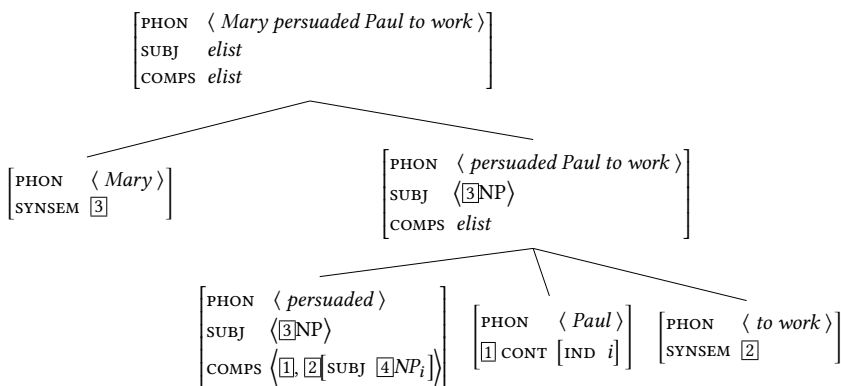 PHON ⟨ Mary persuaded Paul to work ⟩
SUBJ elist
COMPS elist
PHON ⟨ Mary ⟩
SYNSEM 3
PHON ⟨ persuaded Paul to work ⟩
SUBJ ⟨3NP⟩
COMPS elist
PHON ⟨ persuaded ⟩
SUBJ ⟨3NP⟩
COMPS ⟨1, 2[SUBJ 4NPi]⟩
PHON ⟨ Paul ⟩
1 CONT [IND i]
PHON ⟨ to work ⟩
SYNSEM 2